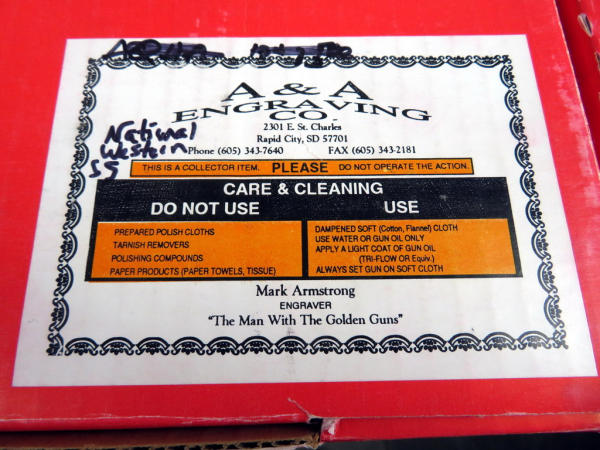 A & A
ENGRAVING
CO.
2301 E. St. Charles
Rapid City, SD 57701
Phone (605) 343-7640 FAX (605) 343-2181
National
Western
THIS IS A COLLECTOR ITEM. PLEASE DO NOT OPERATE THE ACTION.
CARE & CLEANING
DO NOT USE USE
PREPARED POLISH CLOTHS
TARNISH REMOVERS
POLISHING COMPOUNDS
PAPER PRODUCTS (PAPER TOWELS, TISSUE)
DAMPENED SOFT (Cotton, Flannel) CLOTH
USE WATER OR GUN OIL ONLY
APPLY A LIGHT COAT OF GUN OIL
(TRI-FLOW OR Equiv.)
ALWAYS SET GUN ON SOFT CLOTH
Mark Armstrong
ENGRAVER
"The Man With The Golden Guns"